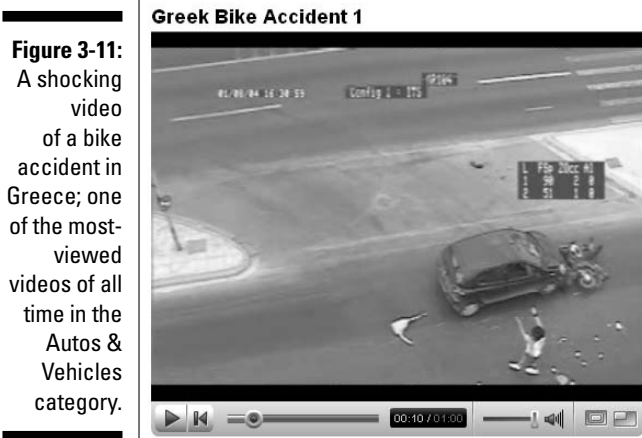 Greek Bike Accident 1
Figure 3-11:
A shocking
video
of a bike
accident in
Greece; one
of the most-
viewed
videos of all
time in the
Autos &
Vehicles
category.
Config 1 - ITS
00:10 / 01:00